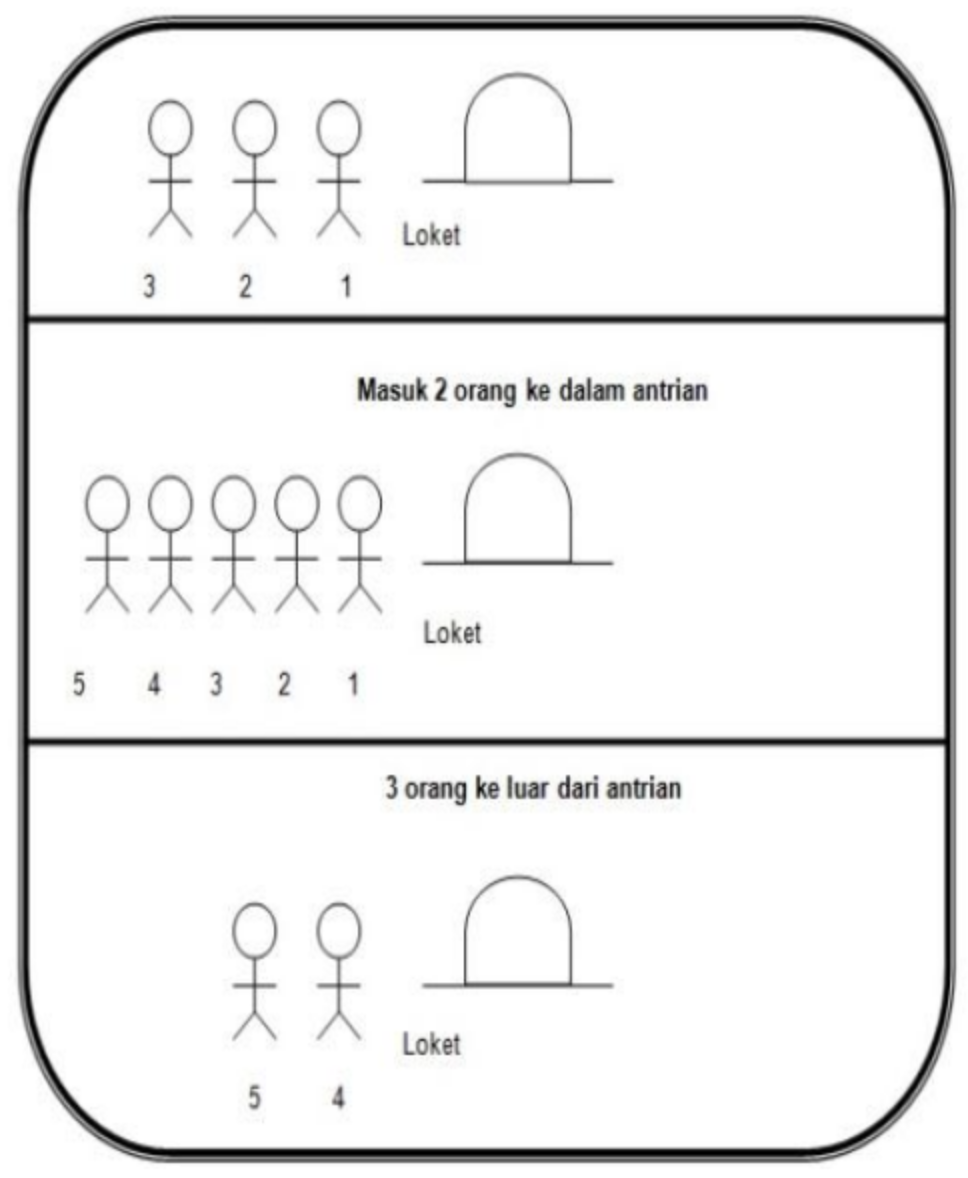 Loket
3 2 1
Masuk 2 orang ke dalam antrian
Loket
5 4 3 2 1
3 orang ke luar dari antrian
Loket
5 4